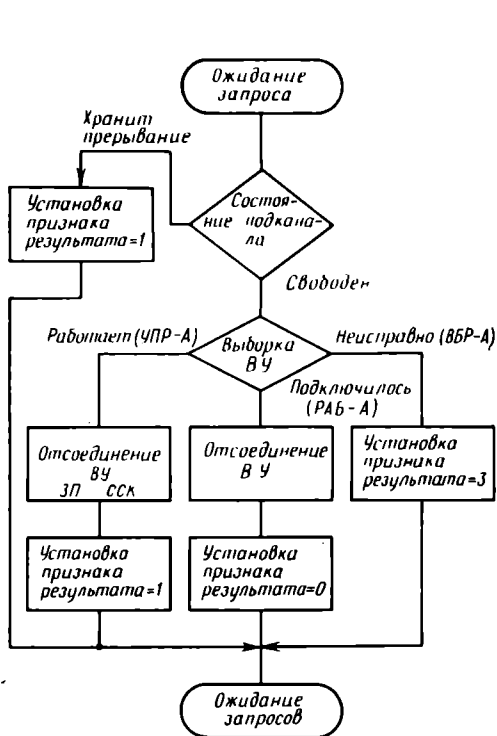 Ожидание
запроса
Хранит
прерывание
Установка
признака
результата=1
Состоя-
ние подкана-
ла
Свободен
Работает (УПР-А)
Выборка
ВУ
Неисправно (ВБР-А)
Подключилось
(РАБ-А)
Отсоединение
ВУ
ЗП ССК
Отсоединение
ВУ
Установка
признака
результата=3
Установка
признака
результата=1
Установка
признака
результата=0
Ожидание
запросов